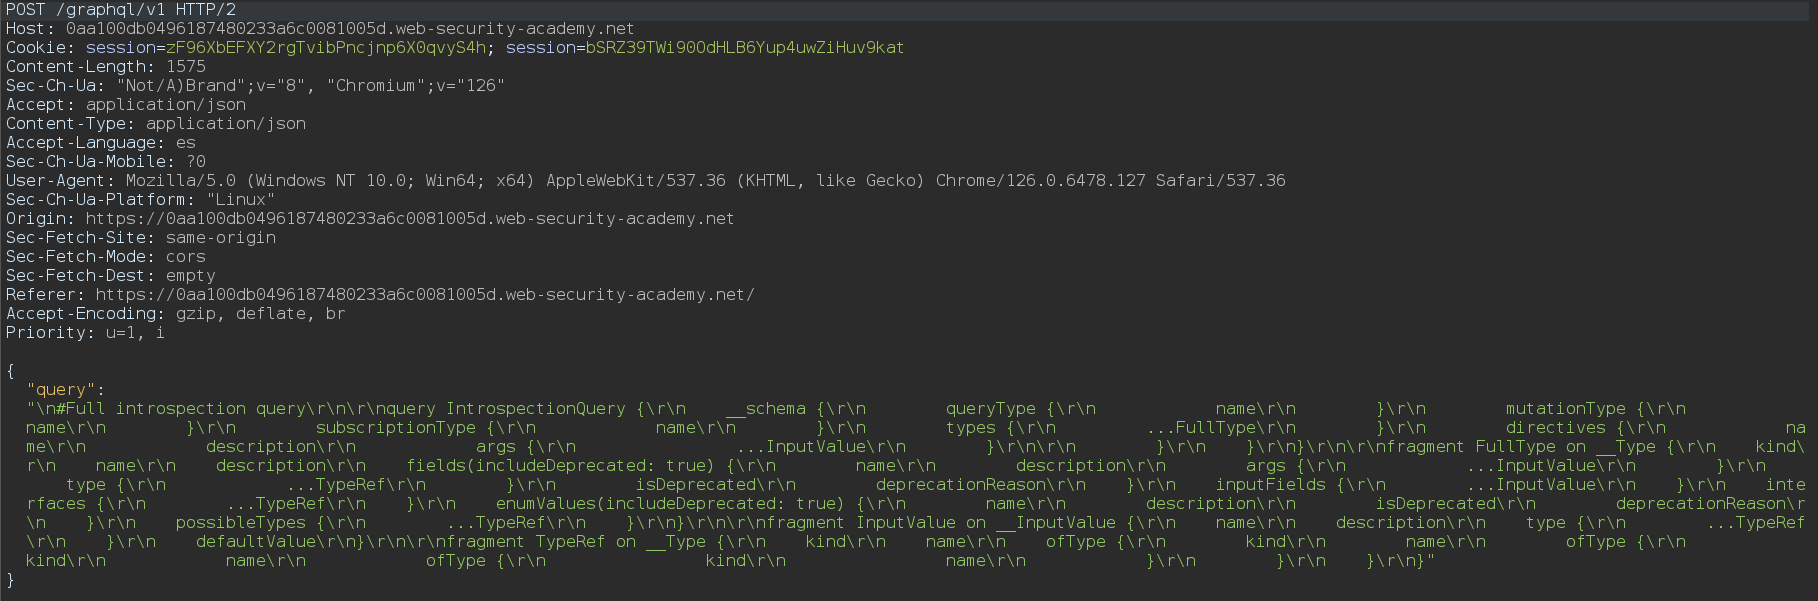 POST /graphql/v1 HTTP/2
Host: 0aa100db0496187480233a6c0081005d.web-security-academy.net
Cookie: session=zF96XbEFXY2rgTvibPncjnp6X0qvyS4h; session=bSRZ39TWi90OdHLB6Yup4uwZiHuv9kat
Content-Length: 1575
Sec-Ch-Ua: "Not/A)Brand";v="8", "Chromium";v="126"
Accept: application/json
Content-Type: application/json
Accept-Language: es
Sec-Ch-Ua-Mobile: ?0
User-Agent: Mozilla/5.0 (Windows NT 10.0; Win64; x64) AppleWebKit/537.36 (KHTML, like Gecko) Chrome/126.0.6478.127 Safari/537.36
Sec-Ch-Ua-Platform: "Linux"
Origin: https://0aa100db0496187480233a6c0081005d.web-security-academy.net
Sec-Fetch-Site: same-origin
Sec-Fetch-Mode: cors
Sec-Fetch-Dest: empty
Referer: https://0aa100db0496187480233a6c0081005d.web-security-academy.net/
Accept-Encoding: gzip, deflate, br
Priority: u=1, i

{
  "query":
  "\n#Full introspection query\r\n\r\nquery IntrospectionQuery {\r\n    __schema {\r\n        queryType {\r\n            name\r\n        }\r\n        mutationType {\r\n
  name\r\n        }\r\n        subscriptionType {\r\n            name\r\n        }\r\n        types {\r\n         ...FullType\r\n        }\r\n        directives {\r\n            na
  me\r\n            description\r\n            args {\r\n                ...InputValue\r\n        }\r\n\r\n        }\r\n    }\r\n}\r\n\r\nfragment FullType on __Type {\r\n    kind\
  r\n    name\r\n    description\r\n    fields(includeDeprecated: true) {\r\n        name\r\n        description\r\n        args {\r\n            ...InputValue\r\n        }\r\n
      type {\r\n            ...TypeRef\r\n        }\r\n        isDeprecated\r\n        deprecationReason\r\n    }\r\n    inputFields {\r\n        ...InputValue\r\n    }\r\n    inte
  rfaces {\r\n        ...TypeRef\r\n    }\r\n    enumValues(includeDeprecated: true) {\r\n        name\r\n        description\r\n        isDeprecated\r\n        deprecationReason\r
  \n    }\r\n    possibleTypes {\r\n        ...TypeRef\r\n    }\r\n}\r\n\r\nfragment InputValue on __InputValue {\r\n    name\r\n    description\r\n    type {\r\n        ...TypeRef
  \r\n    }\r\n    defaultValue\r\n}\r\n\r\nfragment TypeRef on __Type {\r\n    kind\r\n    name\r\n    ofType {\r\n        kind\r\n        name\r\n        ofType {\r\n
  kind\r\n            name\r\n            ofType {\r\n                kind\r\n                name\r\n            }\r\n        }\r\n    }\r\n}"
}